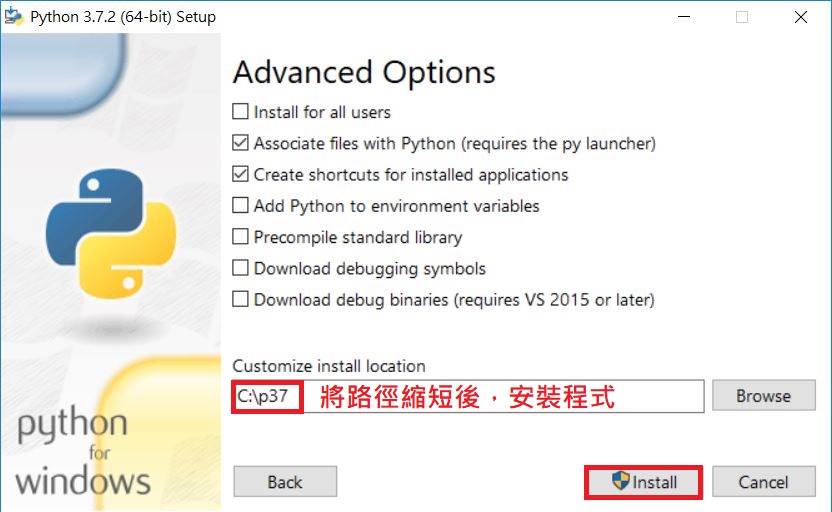 Python 3.7.2 (64-bit) Setup
Advanced Options
Install for all users
Associate files with Python (requires the py launcher)
Create shortcuts for installed applications
Add Python to environment variables
Precompile standard library
Download debugging symbols
Download debug binaries (requires VS 2015 or later)
Customize install location
C:\p37 將路徑縮短後，安裝程式 Browse
python
for
windows
Back Install Cancel